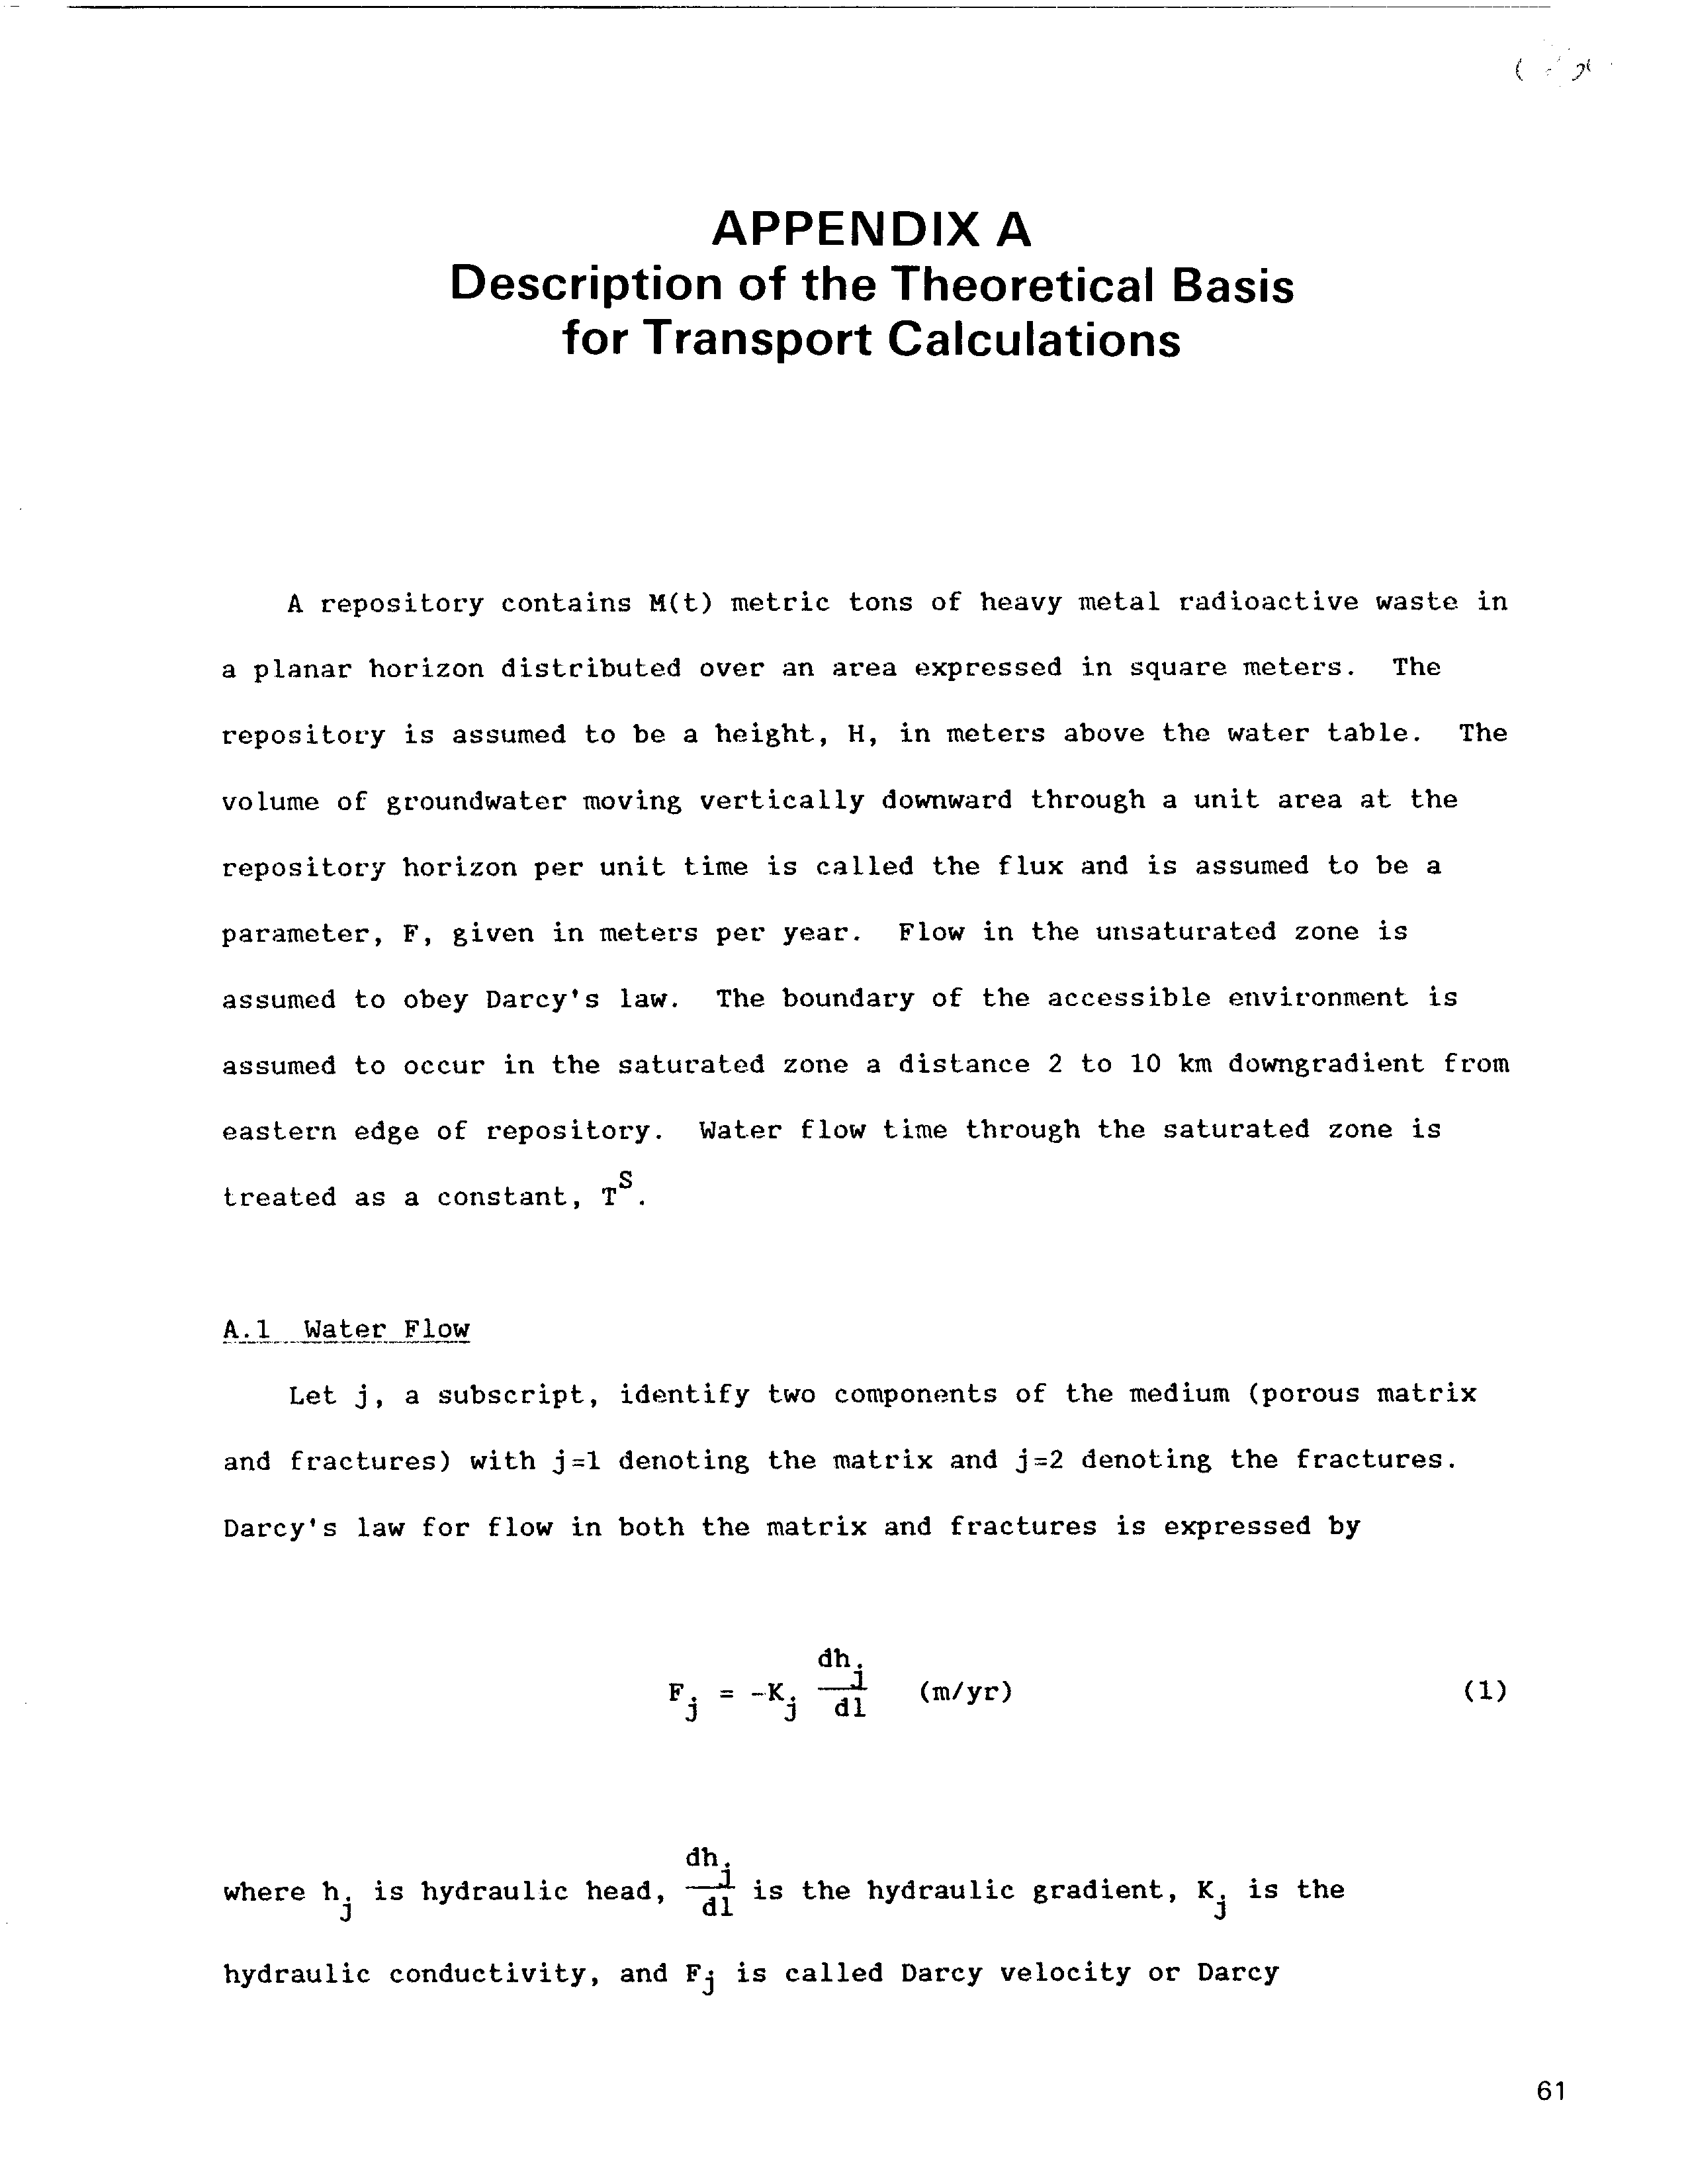 APPENDIX A
Description of the Theoretical Basis
for Transport Calculations
A repository contains M(t) metric tons of heavy metal radioactive waste in
a planar horizon distributed over an area expressed in square meters. The
repository is assumed to be a height, H, in meters above the water table. The
volume of groundwater moving vertically downward through a unit area at the
repository horizon per unit time is called the flux and is assumed to be a
parameter, F, given in meters per year. Flow in the unsaturated zone is
assumed to obey Darcy's law. The boundary of the accessible environment is
assumed to occur in the saturated zone a distance 2 to 10 km downgradient from
eastern edge of repository. Water flow time through the saturated zone is
treated as a constant, T^S.
A.1 Water Flow
Let j, a subscript, identify two components of the medium (porous matrix
and fractures) with j=1 denoting the matrix and j=2 denoting the fractures.
Darcy's law for flow in both the matrix and fractures is expressed by
F_j = -K_j dh_j/dl (m/yr) (1)
where h_j is hydraulic head, dh_j/dl is the hydraulic gradient, K_j is the
hydraulic conductivity, and F_j is called Darcy velocity or Darcy
61